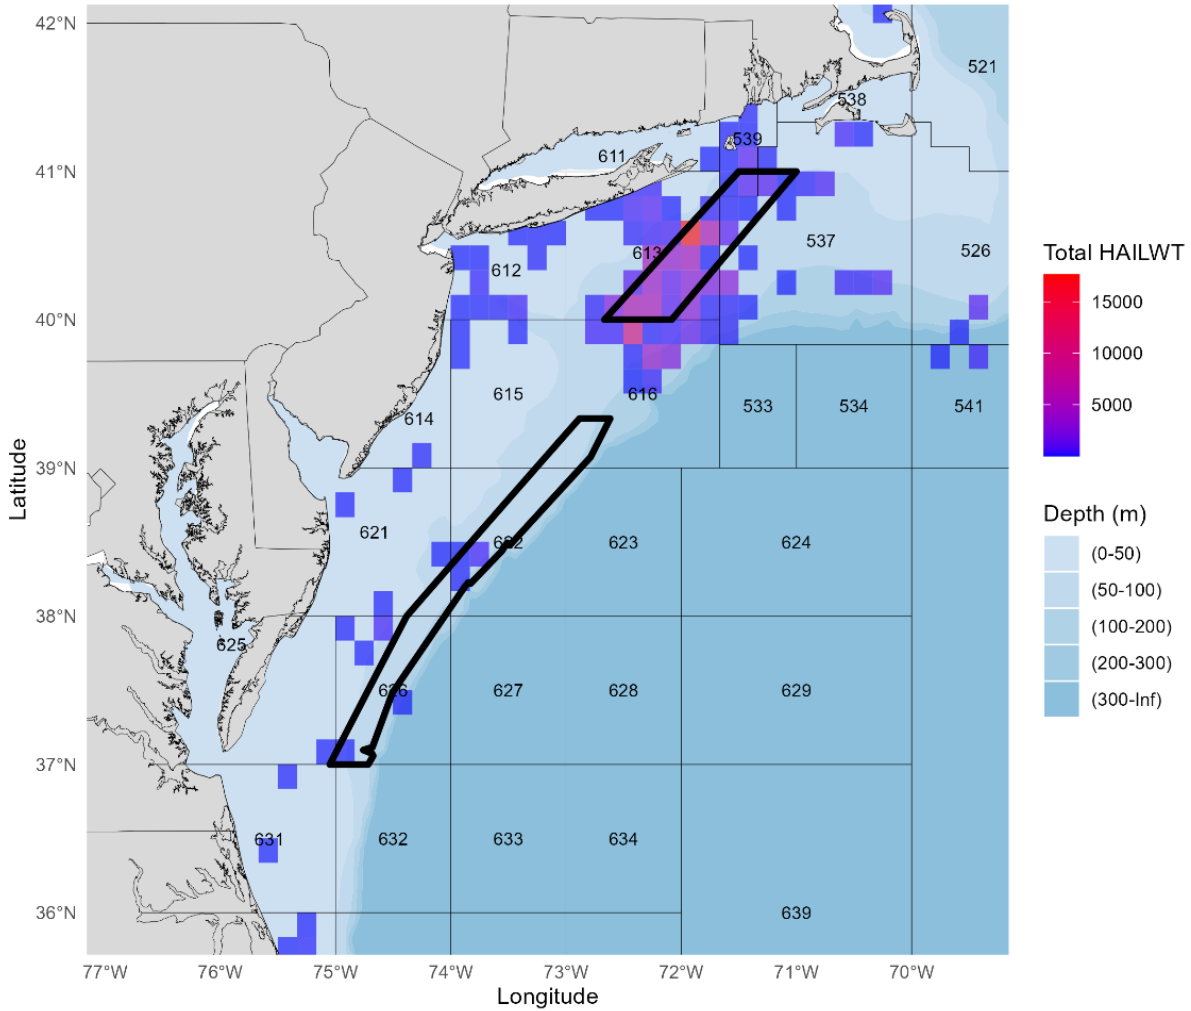 42°N
41°N
40°N
39°N
38°N
37°N
36°N
Latitude
521
538
539
611
537
526
613
612
615
616
614
533
534
541
621
622
623
624
625
626
627
628
629
631
632
633
634
639
77°W 76°W 75°W 74°W 73°W 72°W 71°W 70°W
Longitude
Total HAILWT
15000
10000
5000
Depth (m)
(0-50)
(50-100)
(100-200)
(200-300)
(300-Inf)